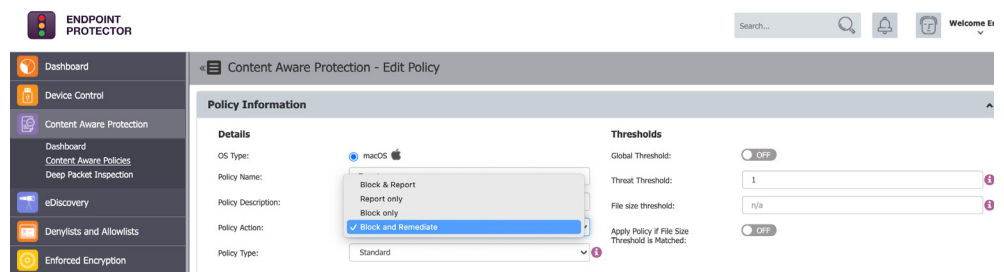 ENDPOINT
PROTECTOR
Search...
Welcome
Dashboard
Device Control
Content Aware Protection
Dashboard
Content Aware Policies
Deep Packet Inspection
eDiscovery
Denylists and Allowlists
Enforced Encryption
Content Aware Protection - Edit Policy
Policy Information
Details
OS Type:
macOS
Policy Name:
Policy Description:
Policy Action:
Block & Report
Report only
Block only
✓ Block and Remediate
Policy Type:
Standard
Thresholds
Global Threshold:
OFF
Threat Threshold:
1
File size threshold:
n/a
Apply Policy if File Size
Threshold is Matched:
OFF